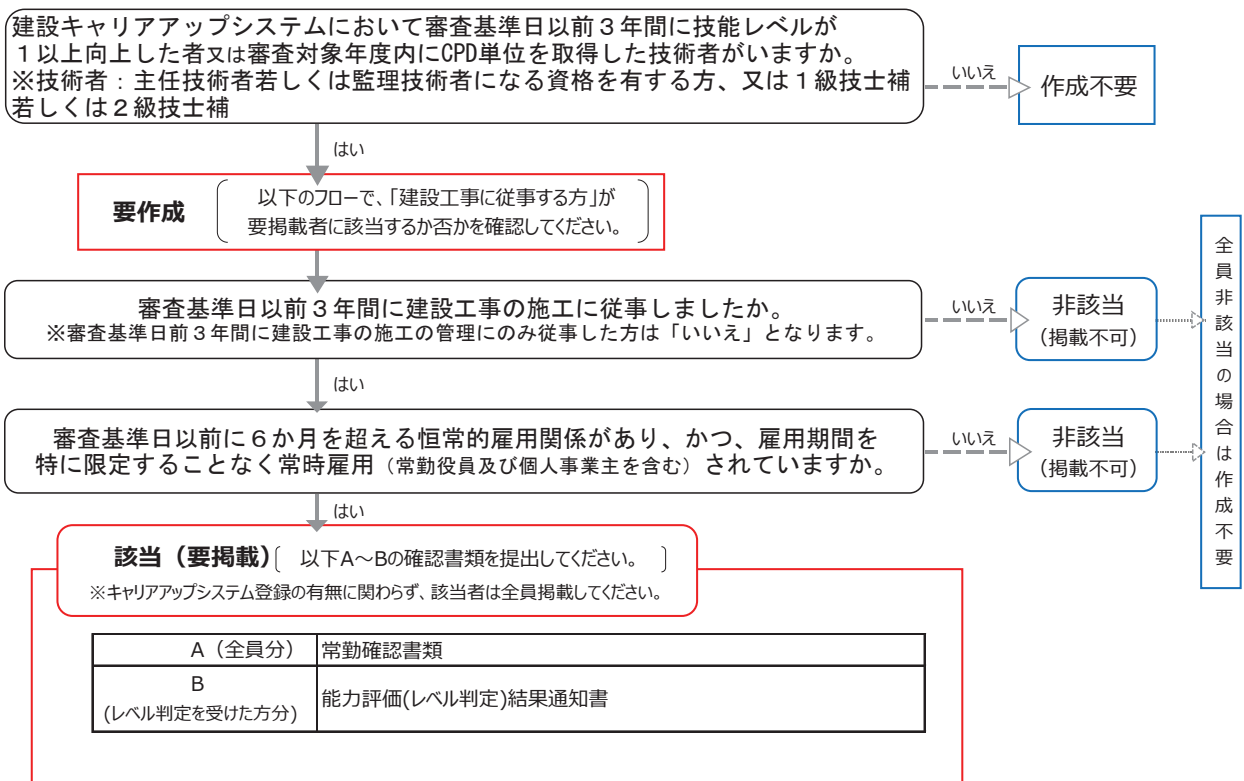 建設キャリアアップシステムにおいて審査基準日以前３年間に技能レベルが
１以上向上した者又は審査対象年度内にCPD単位を取得した技術者がいますか。
※技術者：主任技術者若しくは監理技術者になる資格を有する方、又は１級技士補
若しくは２級技士補
いいえ
作成不要
はい
要作成
以下のフローで、「建設工事に従事する方」が
要掲載者に該当するか否かを確認してください。
審査基準日以前３年間に建設工事の施工に従事しましたか。
※審査基準日前３年間に建設工事の施工の管理にのみ従事した方は「いいえ」となります。
いいえ
非該当
（掲載不可）
はい
審査基準日以前に６か月を超える恒常的雇用関係があり、かつ、雇用期間を
特に限定することなく常時雇用（常勤役員及び個人事業主を含む）されていますか。
いいえ
非該当
（掲載不可）
全員非該当の場合は作成不要
はい
該当（要掲載）〔 以下A～Bの確認書類を提出してください。 〕
※キャリアアップシステム登録の有無に関わらず、該当者は全員掲載してください。
A（全員分） 常勤確認書類
B
(レベル判定を受けた方分) 能力評価(レベル判定)結果通知書